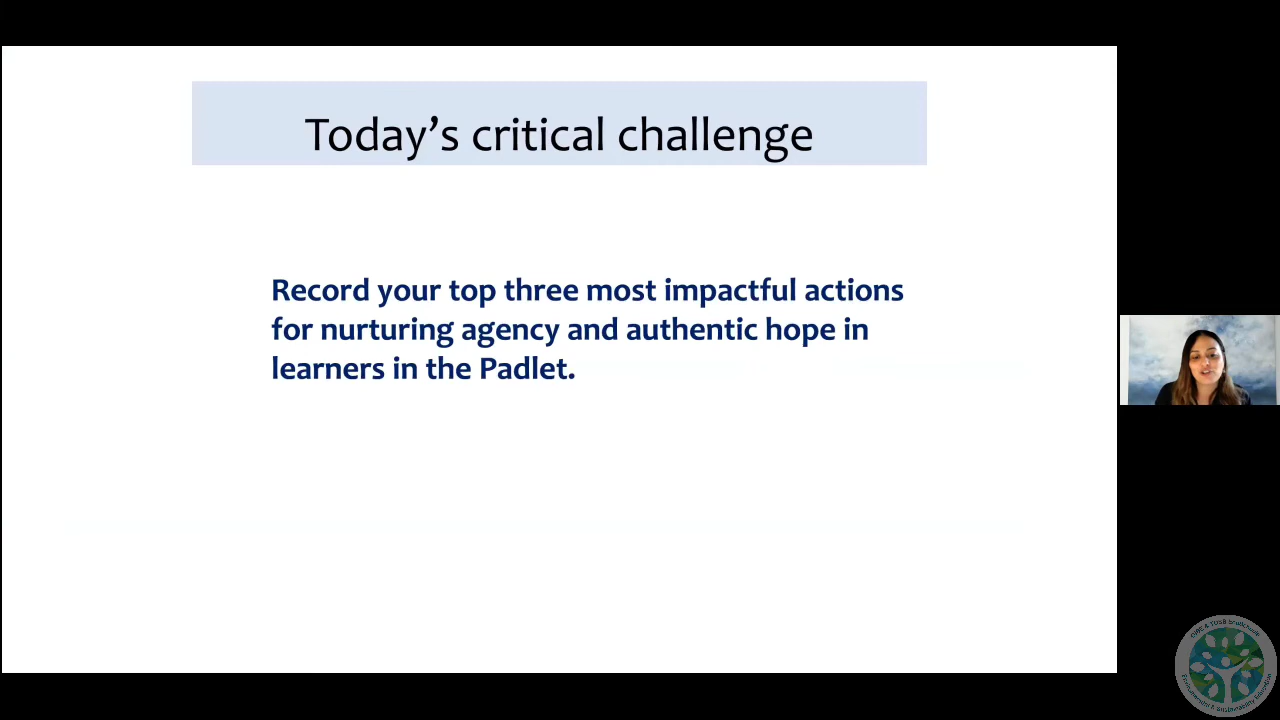 Today’s critical challenge
Record your top three most impactful actions
for nurturing agency and authentic hope in
learners in the Padlet.